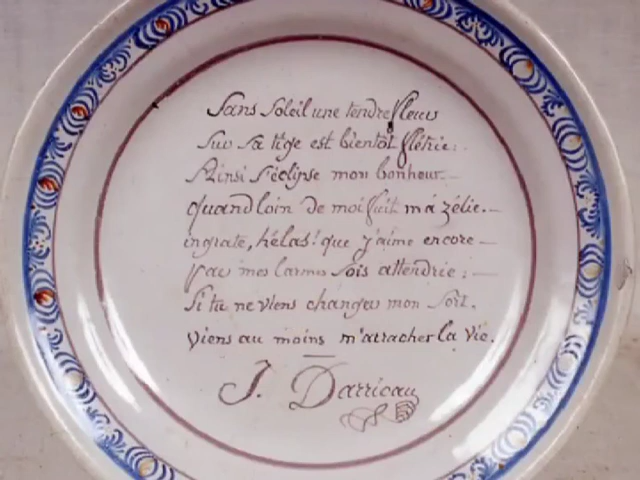 Sans Soleil une tendre fleur
Sur Sa tige est bientôt flétrie :
Ainsi S'éclipse mon bonheur –
quand loin de moi fuit ma zélie. –
ingrate, hélas ! que j'aime encore –
par mes larmes Sois attendrie ; –
Si tu ne viens changer mon Sort.
viens au moins m'arracher la vie.
J. Darricau